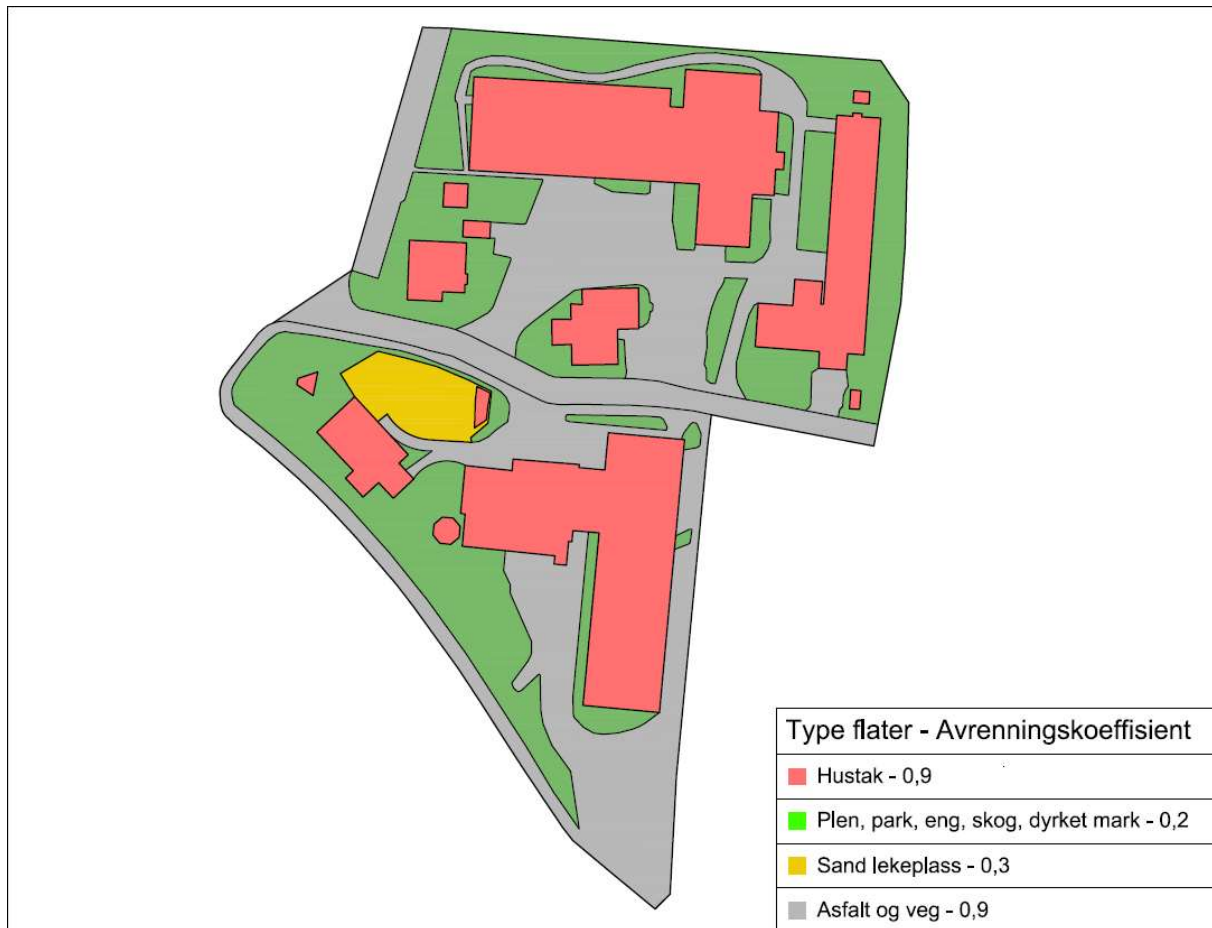 Type flater - Avrenningskoeffisient
Hustak - 0,9
Plen, park, eng, skog, dyrket mark - 0,2
Sand lekeplass - 0,3
Asfalt og veg - 0,9